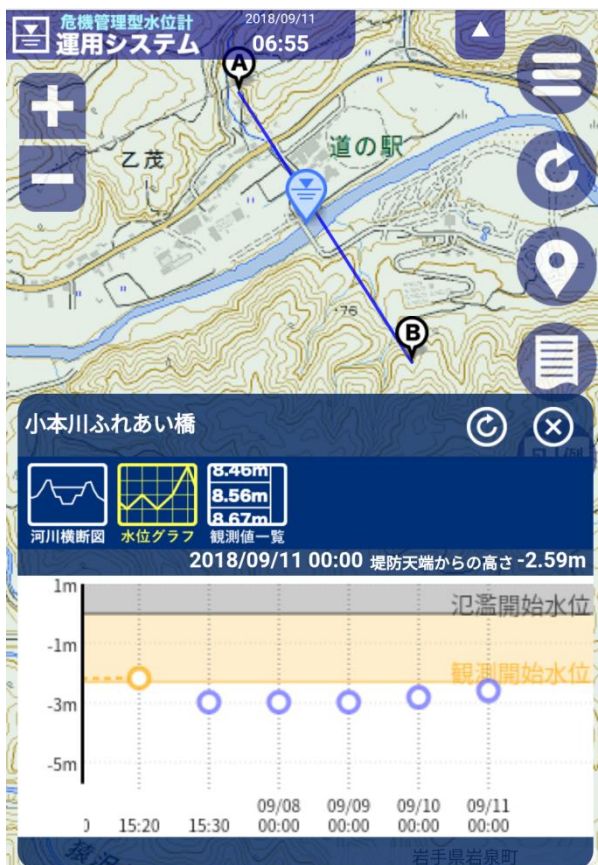 危機管理型水位計
運用システム
2018/09/11
06:55
A
乙茂
道の駅
・76
B
小本川ふれあい橋
8.46m
8.56m
8.67m
河川横断図
水位グラフ
観測値一覧
2018/09/11 00:00 堤防天端からの高さ -2.59m
1m
氾濫開始水位
-1m
観測開始水位
-3m
-5m
15:20
15:30
09/08
00:00
09/09
00:00
09/10
00:00
09/11
00:00
岩手県岩泉町